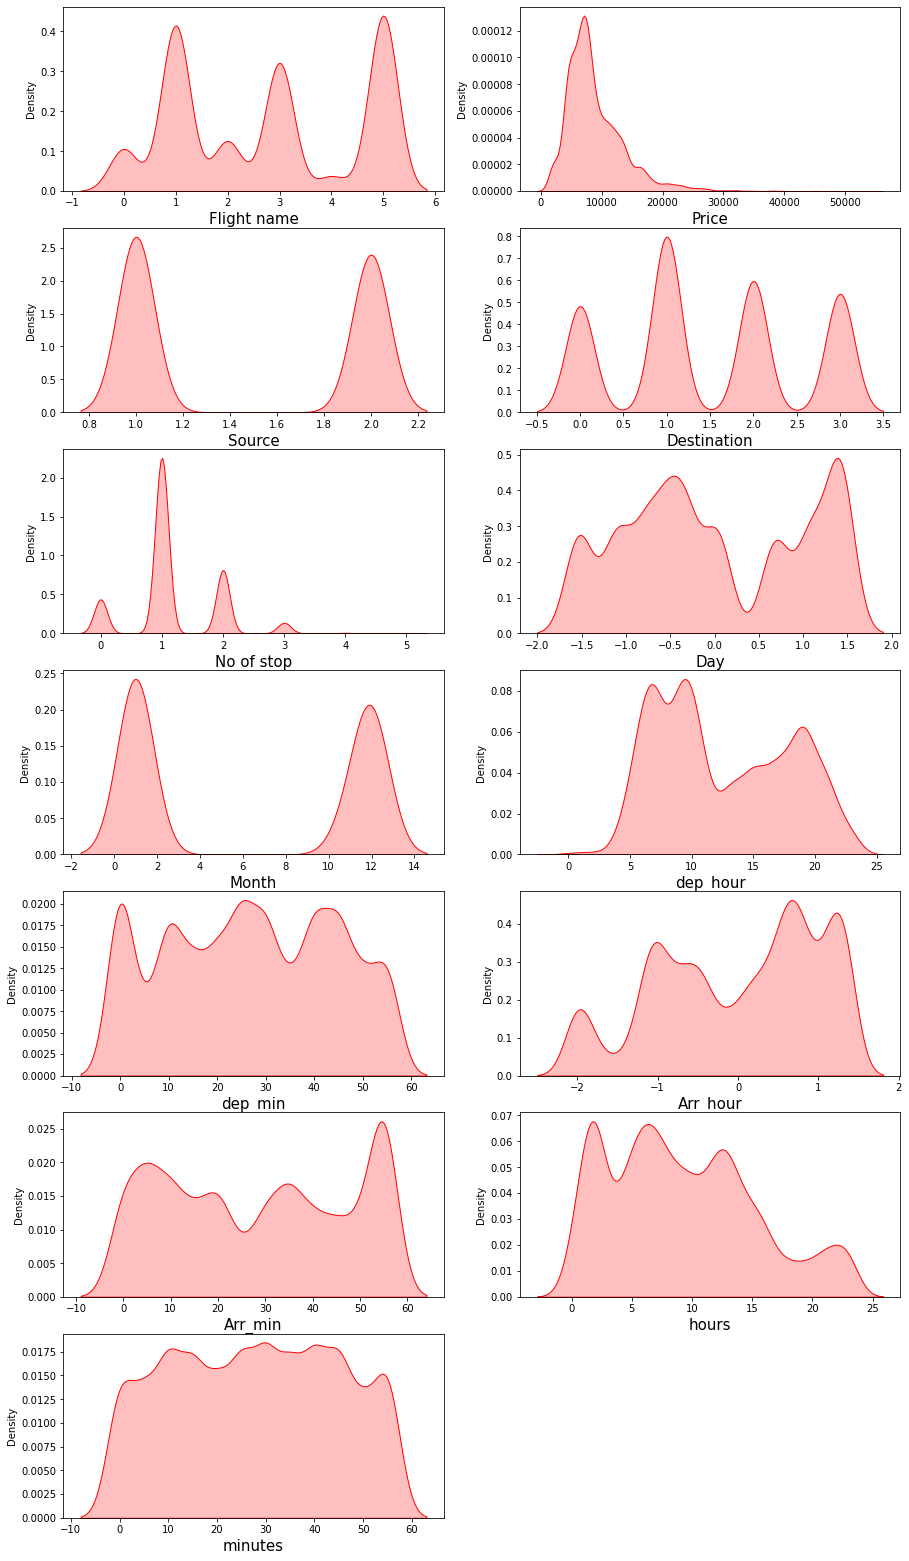 0.4
0.3
0.2
0.1
0.0
Density
−1 0 1 2 3 4 5 6
Flight name
0.00012
0.00010
0.00008
0.00006
0.00004
0.00002
0.00000
Density
0 10000 20000 30000 40000 50000
Price
2.5
2.0
1.5
1.0
0.5
0.0
Density
0.8 1.0 1.2 1.4 1.6 1.8 2.0 2.2
Source
0.8
0.7
0.6
0.5
0.4
0.3
0.2
0.1
0.0
Density
−0.5 0.0 0.5 1.0 1.5 2.0 2.5 3.0 3.5
Destination
2.0
1.5
1.0
0.5
0.0
Density
0 1 2 3 4 5
No of stop
0.5
0.4
0.3
0.2
0.1
0.0
Density
−2.0 −1.5 −1.0 −0.5 0.0 0.5 1.0 1.5 2.0
Day
0.25
0.20
0.15
0.10
0.05
0.00
Density
−2 0 2 4 6 8 10 12 14
Month
0.08
0.06
0.04
0.02
0.00
Density
0 5 10 15 20 25
dep_hour
0.0200
0.0175
0.0150
0.0125
0.0100
0.0075
0.0050
0.0025
0.0000
Density
−10 0 10 20 30 40 50 60
dep_min
0.4
0.3
0.2
0.1
0.0
Density
−2 −1 0 1 2
Arr_hour
0.025
0.020
0.015
0.010
0.005
0.000
Density
−10 0 10 20 30 40 50 60
Arr_min
0.07
0.06
0.05
0.04
0.03
0.02
0.01
0.00
Density
0 5 10 15 20 25
hours
0.0175
0.0150
0.0125
0.0100
0.0075
0.0050
0.0025
0.0000
Density
−10 0 10 20 30 40 50 60
minutes